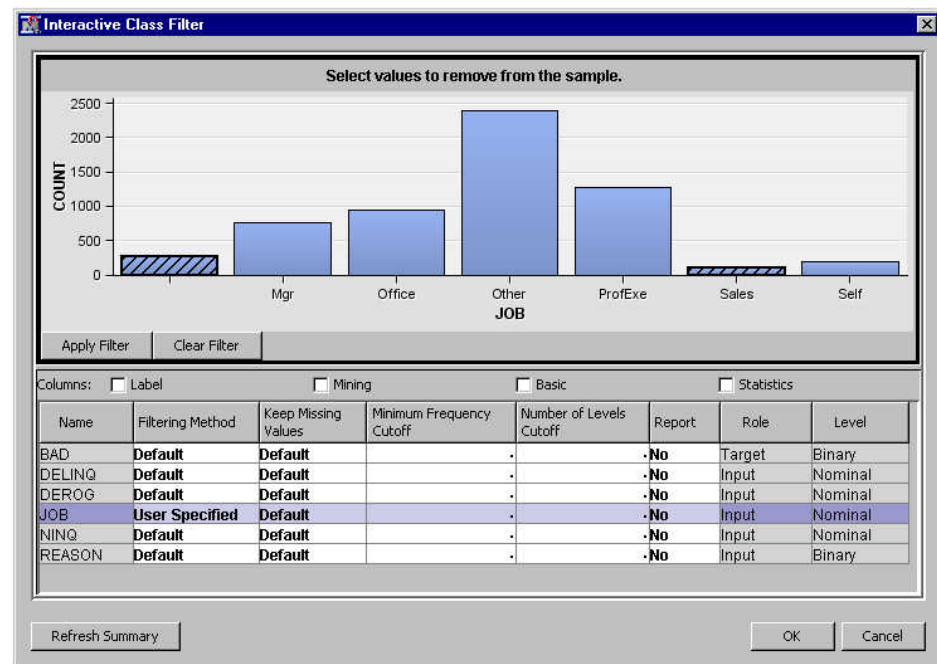 Interactive Class Filter
Select values to remove from the sample.
2500
2000
1500
1000
500
0
COUNT
Mgr Office Other ProfExe Sales Self
JOB
Apply Filter Clear Filter
Columns: Label Mining Basic Statistics
Name Filtering Method Keep Missing Values Minimum Frequency Cutoff Number of Levels Cutoff Report Role Level
BAD Default Default . . No Target Binary
DELINQ Default Default . . No Input Nominal
DEROG Default Default . . No Input Nominal
JOB User Specified Default . . No Input Nominal
NINQ Default Default . . No Input Nominal
REASON Default Default . . No Input Binary
Refresh Summary OK Cancel